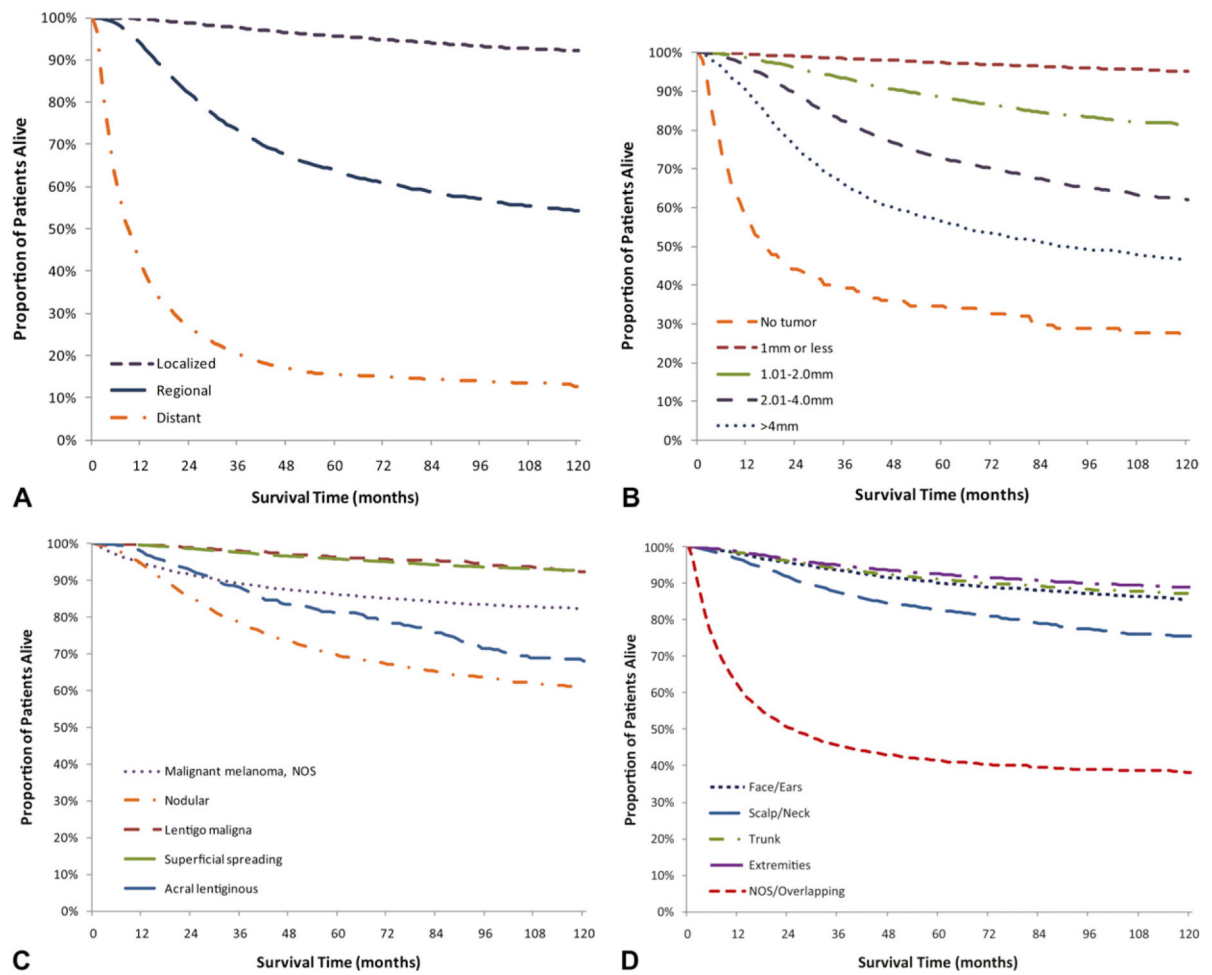 Proportion of Patients Alive
100%
90%
80%
70%
60%
50%
40%
30%
20%
10%
0%
Localized
Regional
Distant
0 12 24 36 48 60 72 84 96 108 120
Survival Time (months)
A
Proportion of Patients Alive
100%
90%
80%
70%
60%
50%
40%
30%
20%
10%
0%
No tumor
1mm or less
1.01-2.0mm
2.01-4.0mm
>4mm
0 12 24 36 48 60 72 84 96 108 120
Survival Time (months)
B
Proportion of Patients Alive
100%
90%
80%
70%
60%
50%
40%
30%
20%
10%
0%
Malignant melanoma, NOS
Nodular
Lentigo maligna
Superficial spreading
Acral lentiginous
0 12 24 36 48 60 72 84 96 108 120
Survival Time (months)
C
Proportion of Patients Alive
100%
90%
80%
70%
60%
50%
40%
30%
20%
10%
0%
Face/Ears
Scalp/Neck
Trunk
Extremities
NOS/Overlapping
0 12 24 36 48 60 72 84 96 108 120
Survival Time (months)
D